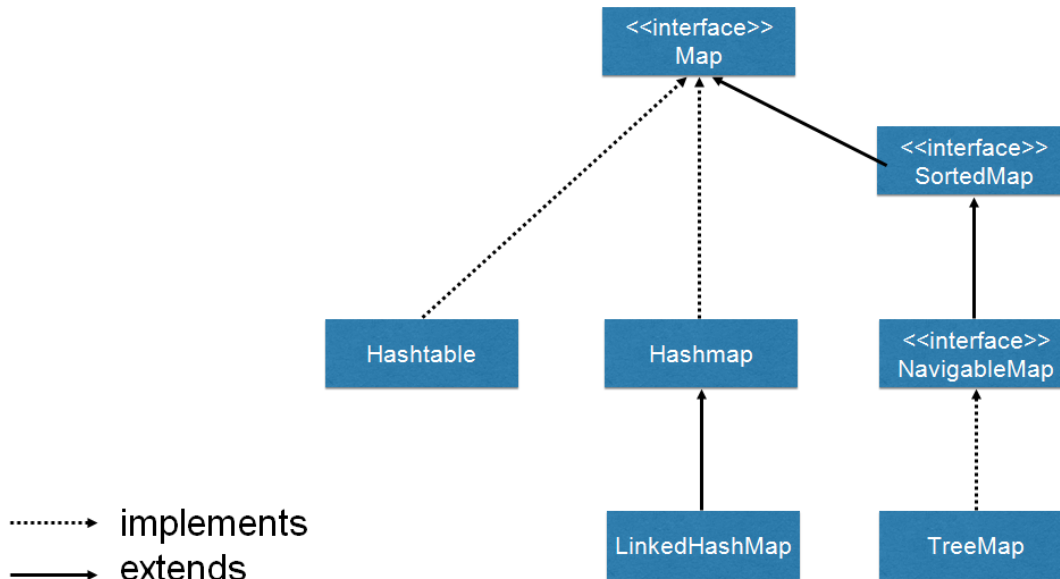 <<interface>>
Map
<<interface>>
SortedMap
Hashtable
Hashmap
<<interface>>
NavigableMap
LinkedHashMap
TreeMap
implements
extends